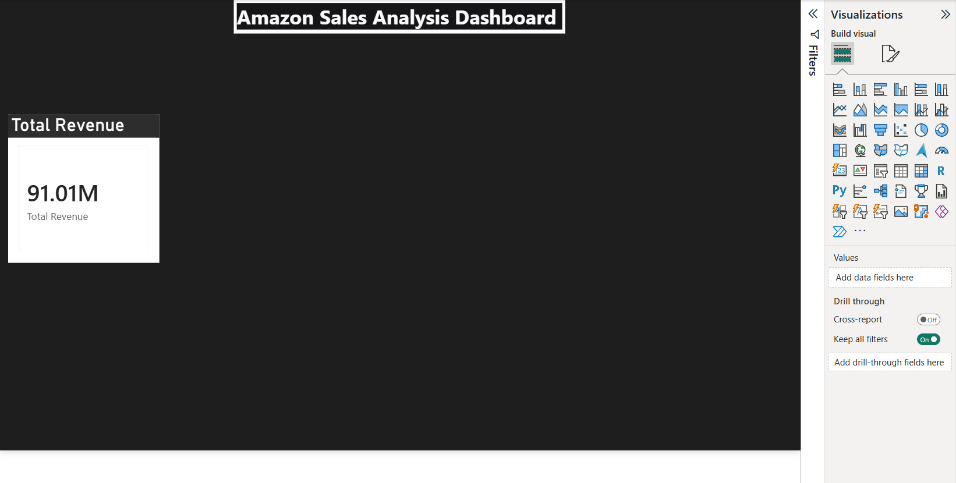 Amazon Sales Analysis Dashboard
Total Revenue
91.01M
Total Revenue
Filters
Visualizations
Build visual
123
R
Py
Values
Add data fields here
Drill through
Cross-report
Off
Keep all filters
On
Add drill-through fields here